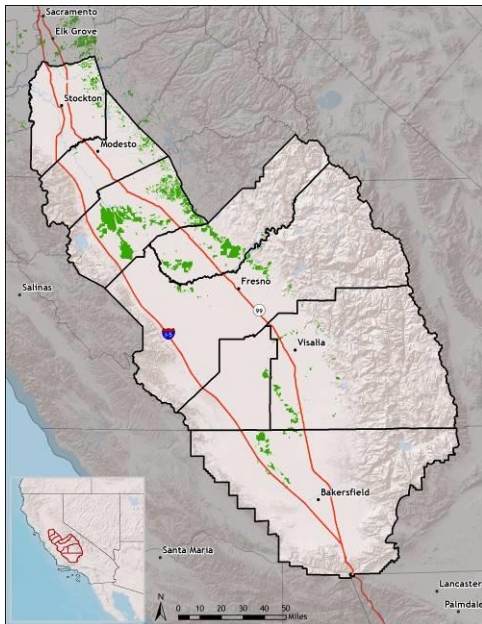 Sacramento
Elk Grove
Stockton
Modesto
Salinas
Fresno
99
Visalia
Bakersfield
Santa Maria
Lancaster
Palmdale
N
0 10 20 30 40 50
Miles